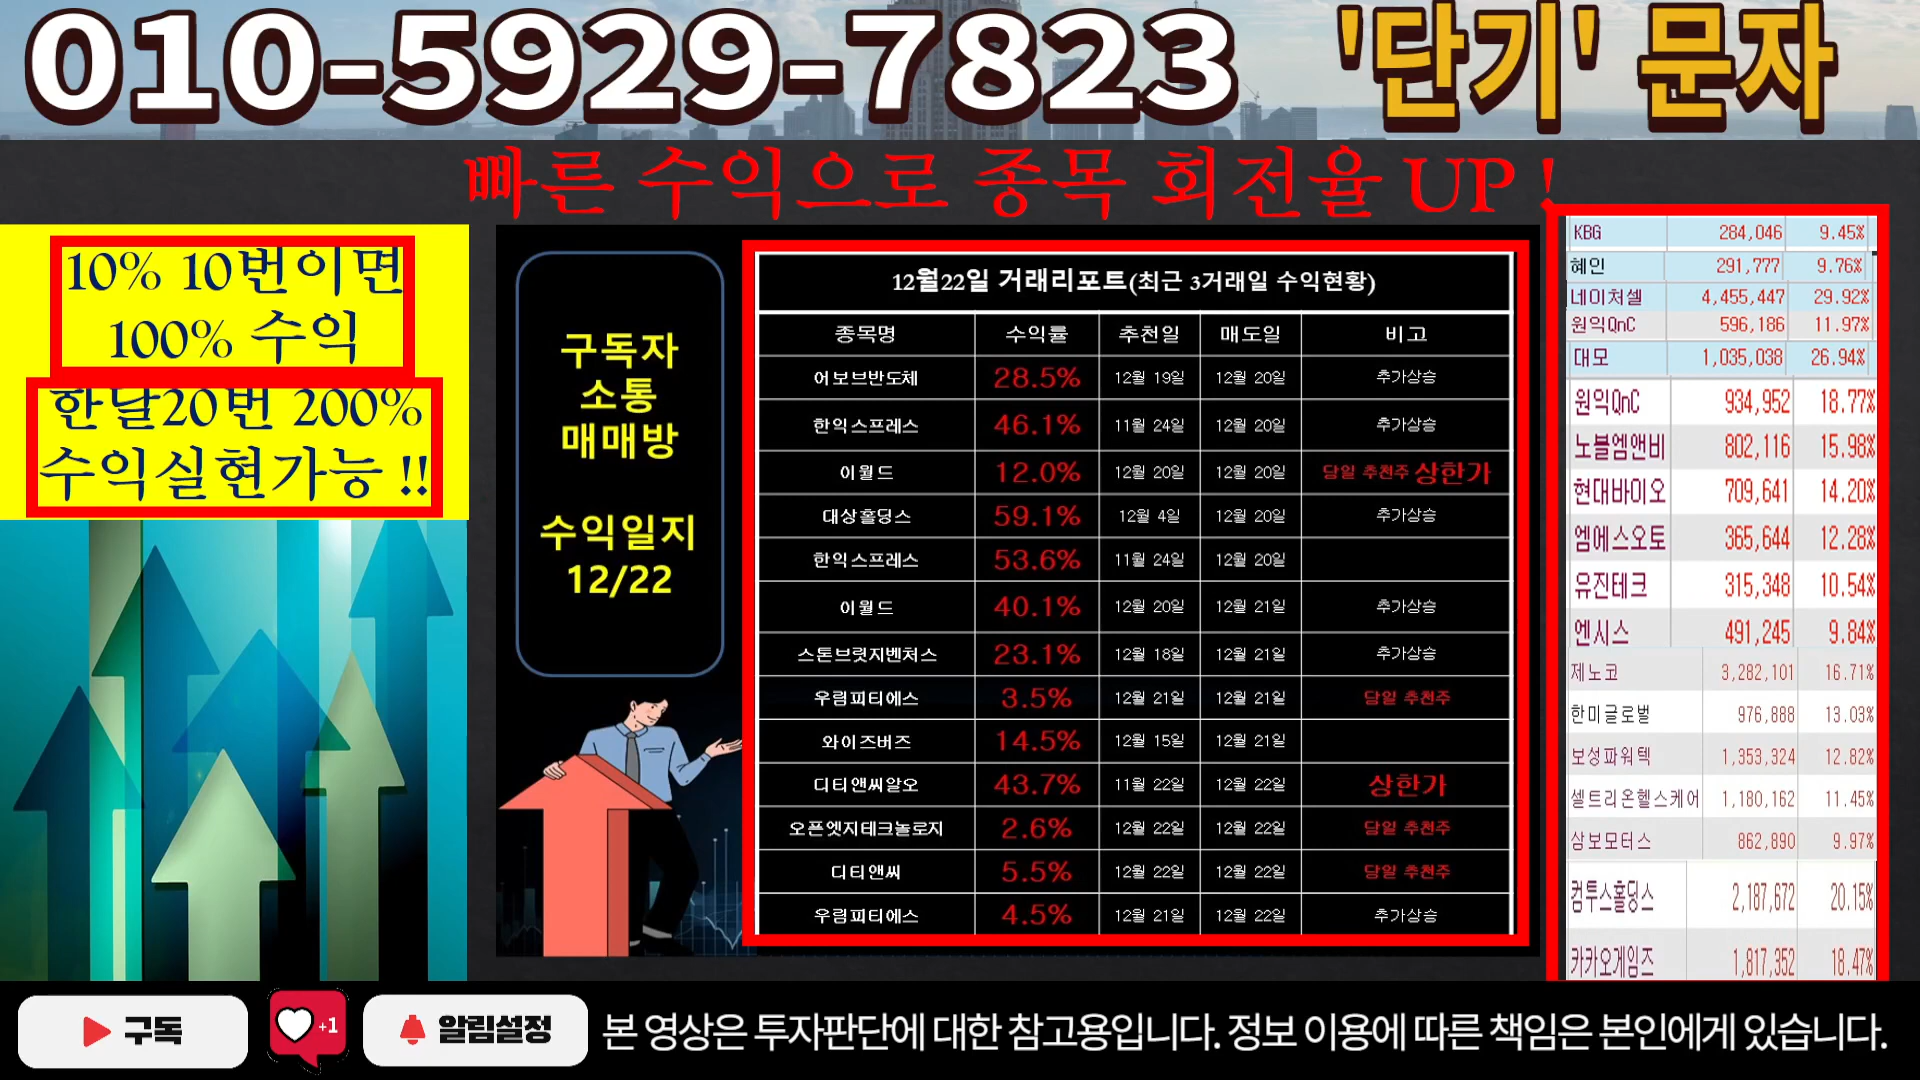 010-5929-7823 '단기' 문자
빠른 수익으로 종목 회전율 UP !
10% 10번이면
100% 수익
한달20번 200%
수익실현가능 !!
구독자
소통
매매방
수익일지
12/22
12월22일 거래리포트(최근 3거래일 수익현황)
종목명 수익률 추천일 매도일 비고
어보브반도체 28.5% 12월 19일 12월 20일 추가상승
한익스프레스 46.1% 11월 24일 12월 20일 추가상승
이월드 12.0% 12월 20일 12월 20일 당일 추천주 상한가
대상홀딩스 59.1% 12월 4일 12월 20일 추가상승
한익스프레스 53.6% 11월 24일 12월 20일
이월드 40.1% 12월 20일 12월 21일 추가상승
스톤브릿지벤처스 23.1% 12월 18일 12월 21일 추가상승
우림피티에스 3.5% 12월 21일 12월 21일 당일 추천주
와이즈버즈 14.5% 12월 15일 12월 21일
디티앤씨알오 43.7% 11월 22일 12월 22일 상한가
오픈엣지테크놀로지 2.6% 12월 22일 12월 22일 당일 추천주
디티앤씨 5.5% 12월 22일 12월 22일 당일 추천주
우림피티에스 4.5% 12월 21일 12월 22일 추가상승
KBG 284,046 9.45%
혜인 291,777 9.76%
네이처셀 4,455,447 29.92%
원익QnC 596,186 11.97%
대모 1,035,038 26.94%
원익QnC 934,952 18.77%
노블엠앤비 802,116 15.98%
현대바이오 709,641 14.20%
엠에스오토 365,644 12.28%
유진테크 315,348 10.54%
엔시스 491,245 9.84%
제노코 3,282,101 16.71%
한미글로벌 976,888 13.03%
보성파워텍 1,353,324 12.82%
셀트리온헬스케어 1,180,162 11.45%
삼보모터스 862,890 9.97%
컴투스홀딩스 2,187,672 20.15%
카카오게임즈 1,817,352 18.47%
구독
+1
알림설정
본 영상은 투자판단에 대한 참고용입니다. 정보 이용에 따른 책임은 본인에게 있습니다.